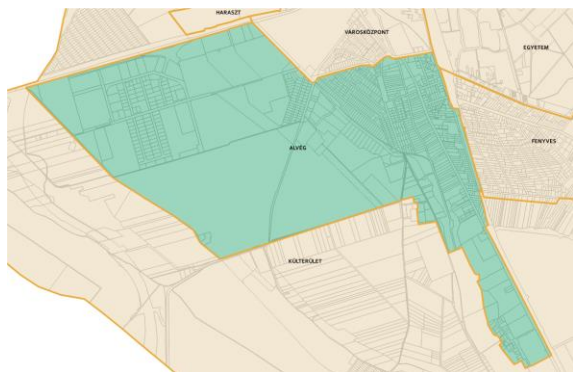 HARASZT
VÁROSKÖZPONT
EGYETEM
FENYVES
ALVÉG
KÜLTERÜLET